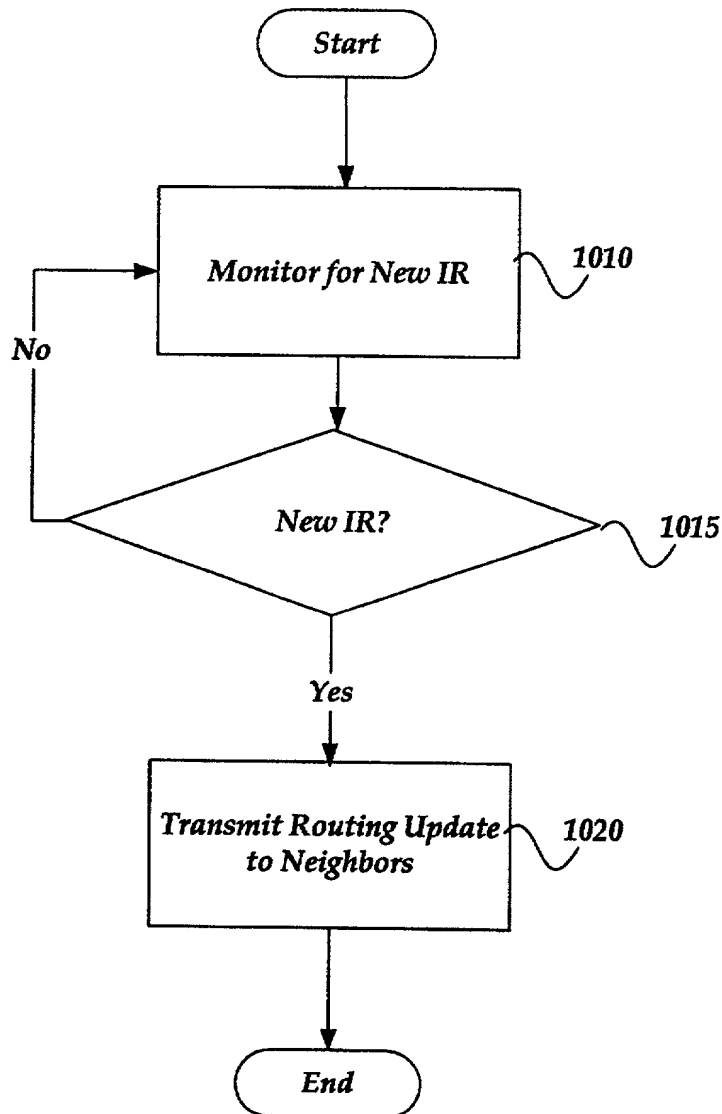 Start
Monitor for New IR
1010
No
New IR?
1015
Yes
Transmit Routing Update
to Neighbors
1020
End